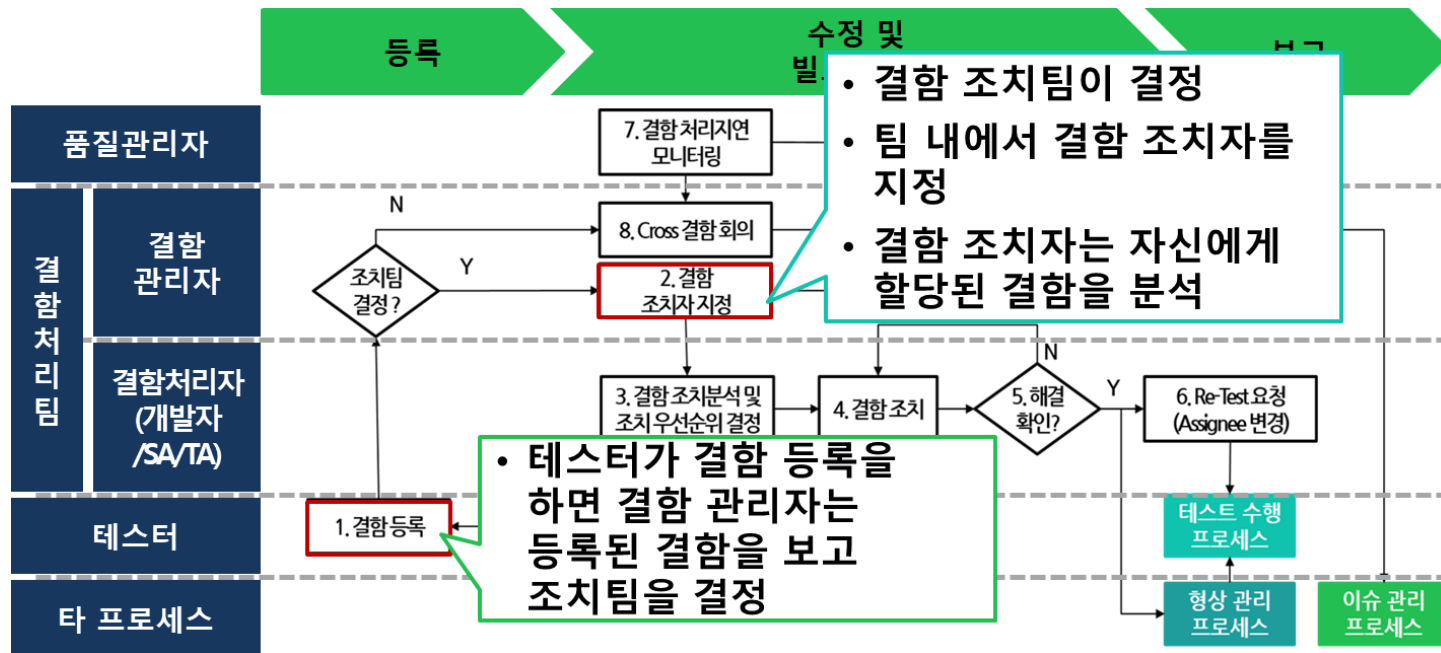 등록
수정 및
품질관리자
결함처리팀
결함
관리자
결함처리자
(개발자
/SA/TA)
테스터
타 프로세스
7. 결함 처리지연
모니터링
N
8. Cross 결함 회의
조치팀
결정 ?
Y
2. 결함
조치자 지정
• 결함 조치팀이 결정
• 팀 내에서 결함 조치자를
지정
• 결함 조치자는 자신에게
할당된 결함을 분석
3. 결함 조치분석 및
조치 우선순위 결정
4. 결함 조치
N
5. 해결
확인?
Y
6. Re-Test 요청
(Assignee 변경)
1. 결함 등록
• 테스터가 결함 등록을
하면 결함 관리자는
등록된 결함을 보고
조치팀을 결정
테스트 수행
프로세스
형상 관리
프로세스
이슈 관리
프로세스